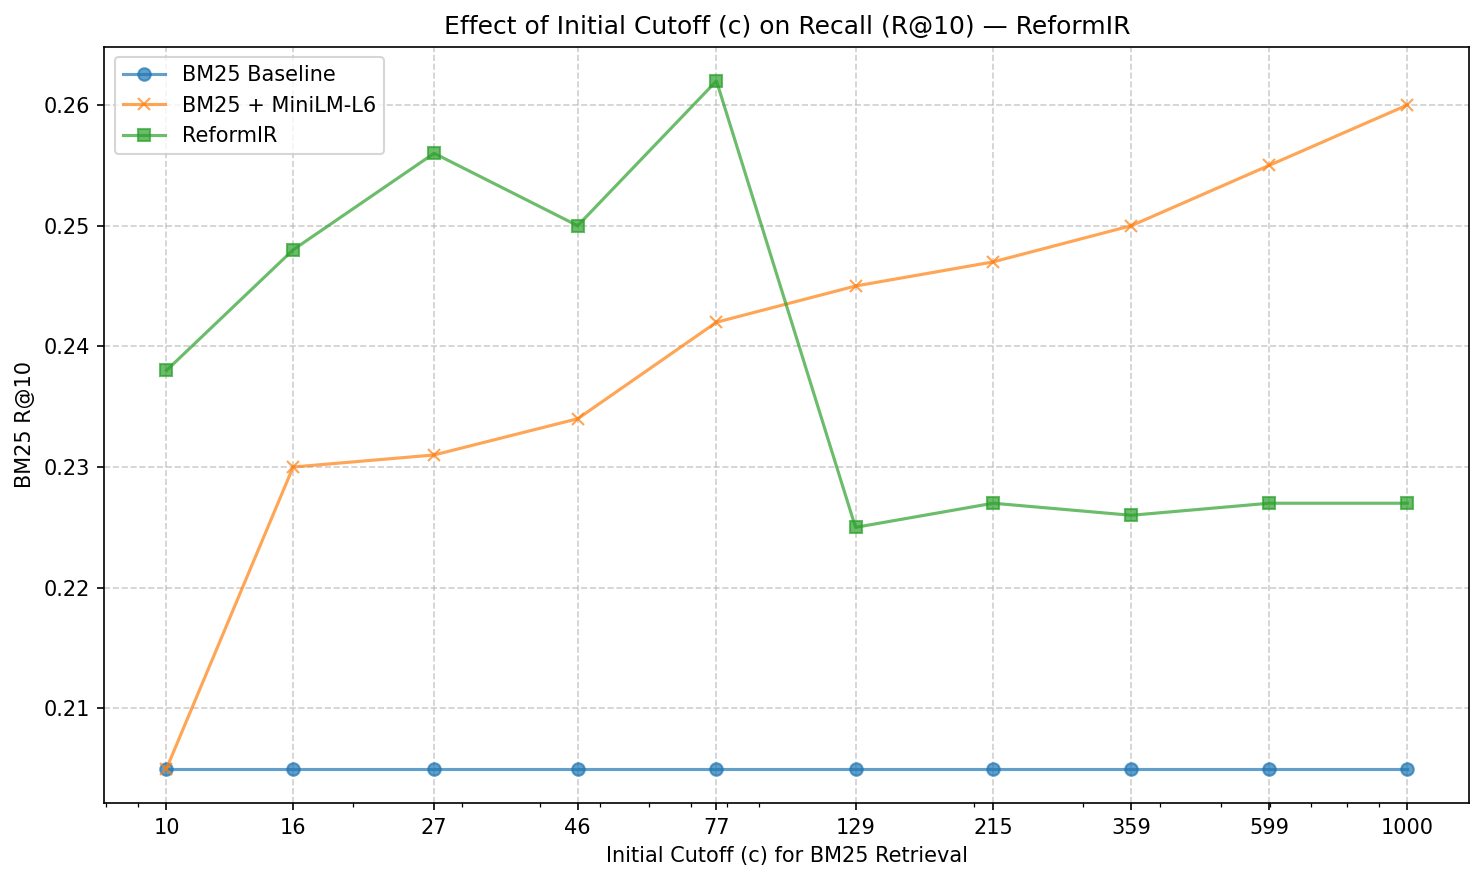 Effect of Initial Cutoff (c) on Recall (R@10) — ReformIR
BM25 Baseline
BM25 + MiniLM-L6
ReformIR
BM25 R@10
0.26
0.25
0.24
0.23
0.22
0.21
10 16 27 46 77 129 215 359 599 1000
Initial Cutoff (c) for BM25 Retrieval